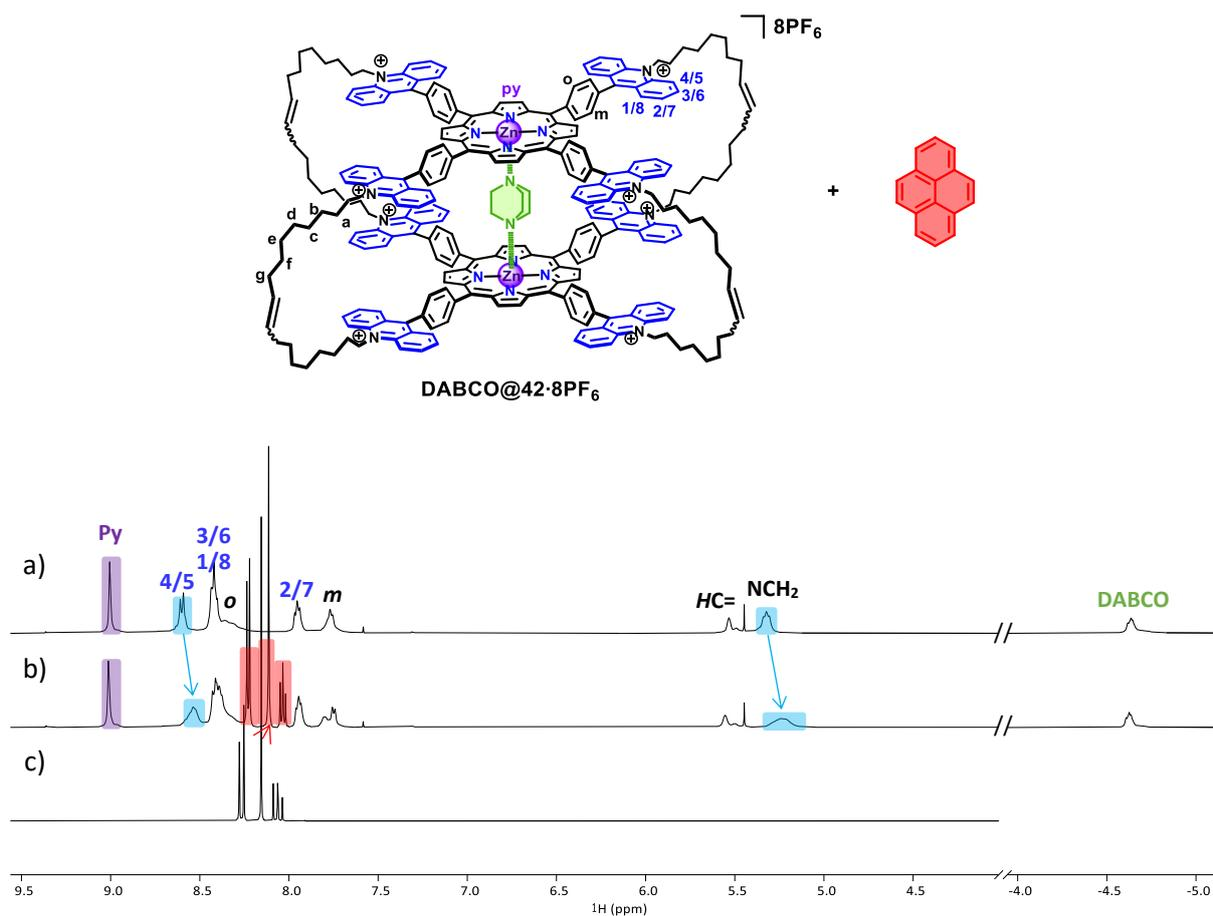 8PF6
⊕
N
o
py
N
⊕
4/5
3/6
1/8
2/7
m
N
N
Zn
N
N
+
N
N
⊕
N
⊕
N
d
b
c
a
e
f
g
⊕
N
N
⊕
N
Zn
N
N
N
⊕
N
N
⊕
DABCO@42·8PF6
Py
3/6
1/8
4/5
o
2/7
m
HC=
NCH2
DABCO
a)
b)
c)
9.5 9.0 8.5 8.0 7.5 7.0 6.5 6.0 5.5 5.0 4.5 -4.0 -4.5 -5.0
1H (ppm)